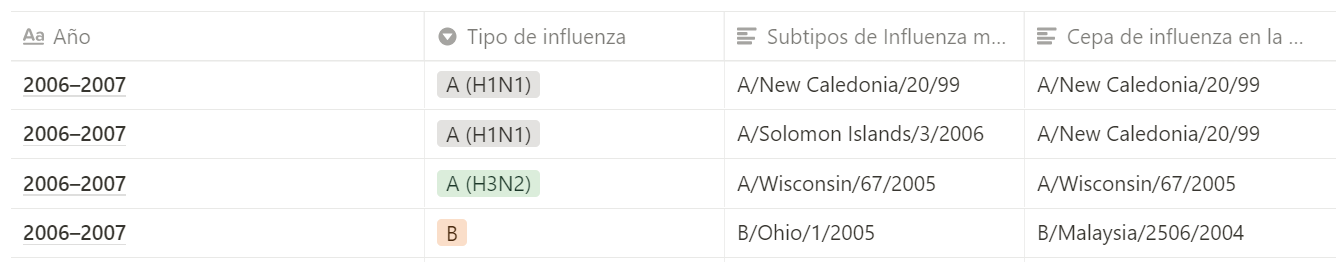 Aa Año Tipo de influenza Subtipos de Influenza m... Cepa de influenza en la ...
2006–2007 A (H1N1) A/New Caledonia/20/99 A/New Caledonia/20/99
2006–2007 A (H1N1) A/Solomon Islands/3/2006 A/New Caledonia/20/99
2006–2007 A (H3N2) A/Wisconsin/67/2005 A/Wisconsin/67/2005
2006–2007 B B/Ohio/1/2005 B/Malaysia/2506/2004